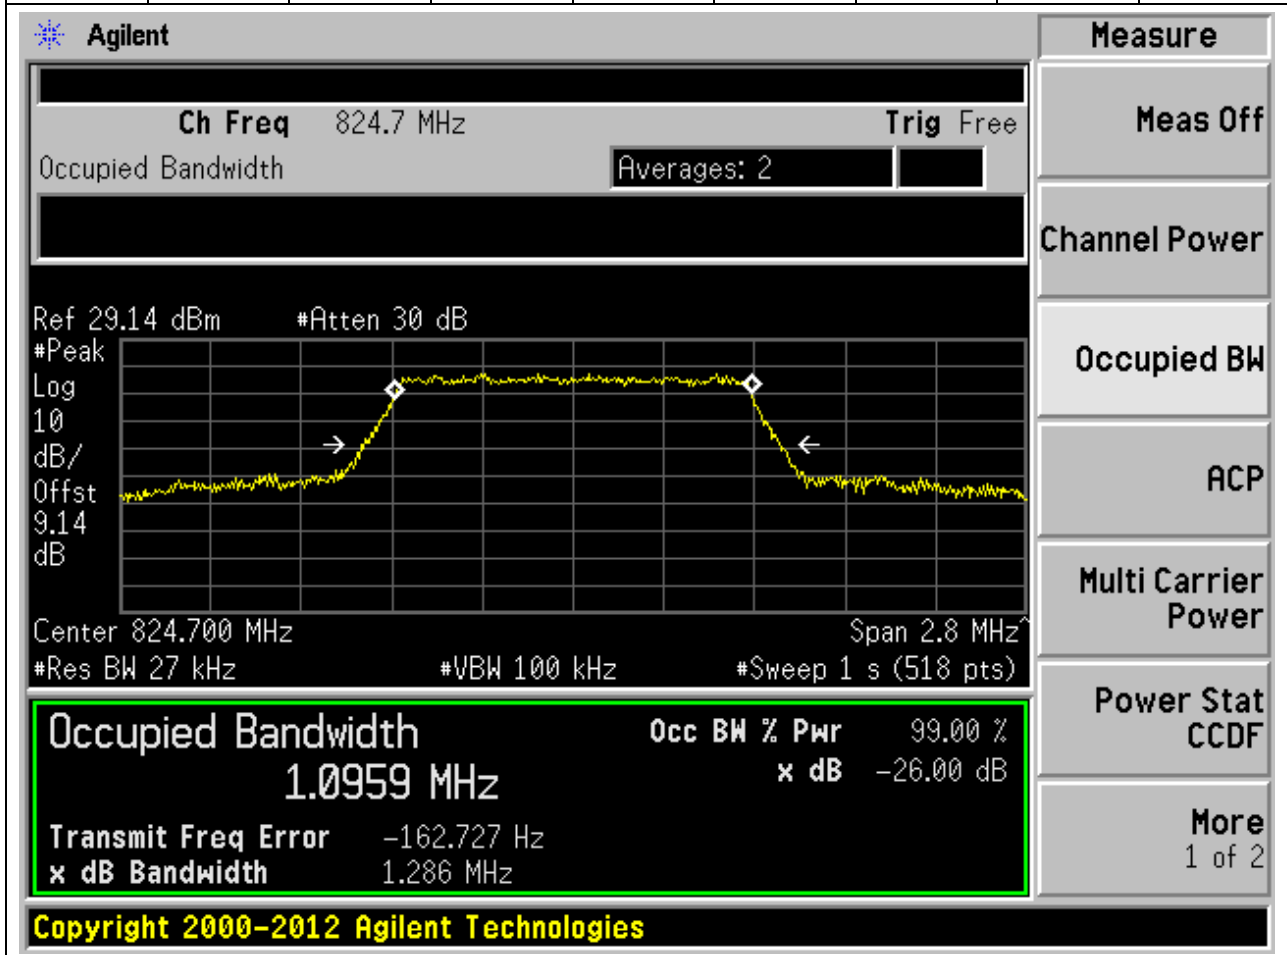 Agilent
Measure
Ch Freq 824.7 MHz Trig Free
Meas Off
Occupied Bandwidth Averages: 2
Channel Power
Ref 29.14 dBm #Atten 30 dB
#Peak
Log
10
dB/
Offst
9.14
dB
Occupied BW
ACP
Multi Carrier
Power
Center 824.700 MHz Span 2.8 MHz^
#Res BW 27 kHz #VBW 100 kHz #Sweep 1 s (518 pts)
Power Stat
CCDF
Occupied Bandwidth Occ BW % Pwr 99.00 %
1.0959 MHz x dB -26.00 dB
Transmit Freq Error -162.727 Hz
x dB Bandwidth 1.286 MHz
More
1 of 2
Copyright 2000-2012 Agilent Technologies